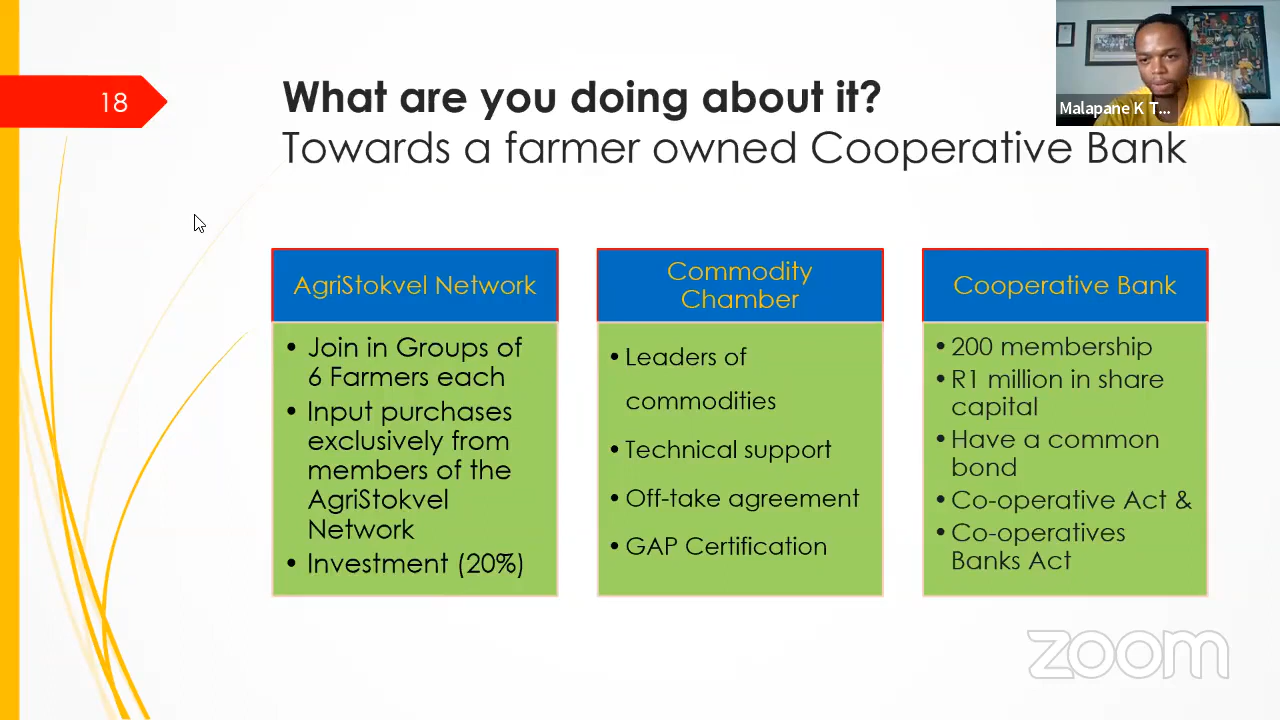 18
What are you doing about it?
Towards a farmer owned Cooperative Bank
Malapane K T...
AgriStokvel Network
• Join in Groups of
6 Farmers each
• Input purchases
exclusively from
members of the
AgriStokvel
Network
• Investment (20%)
Commodity
Chamber
• Leaders of
commodities
• Technical support
• Off-take agreement
• GAP Certification
Cooperative Bank
• 200 membership
• R1 million in share
capital
• Have a common
bond
• Co-operative Act &
• Co-operatives
Banks Act
zoom